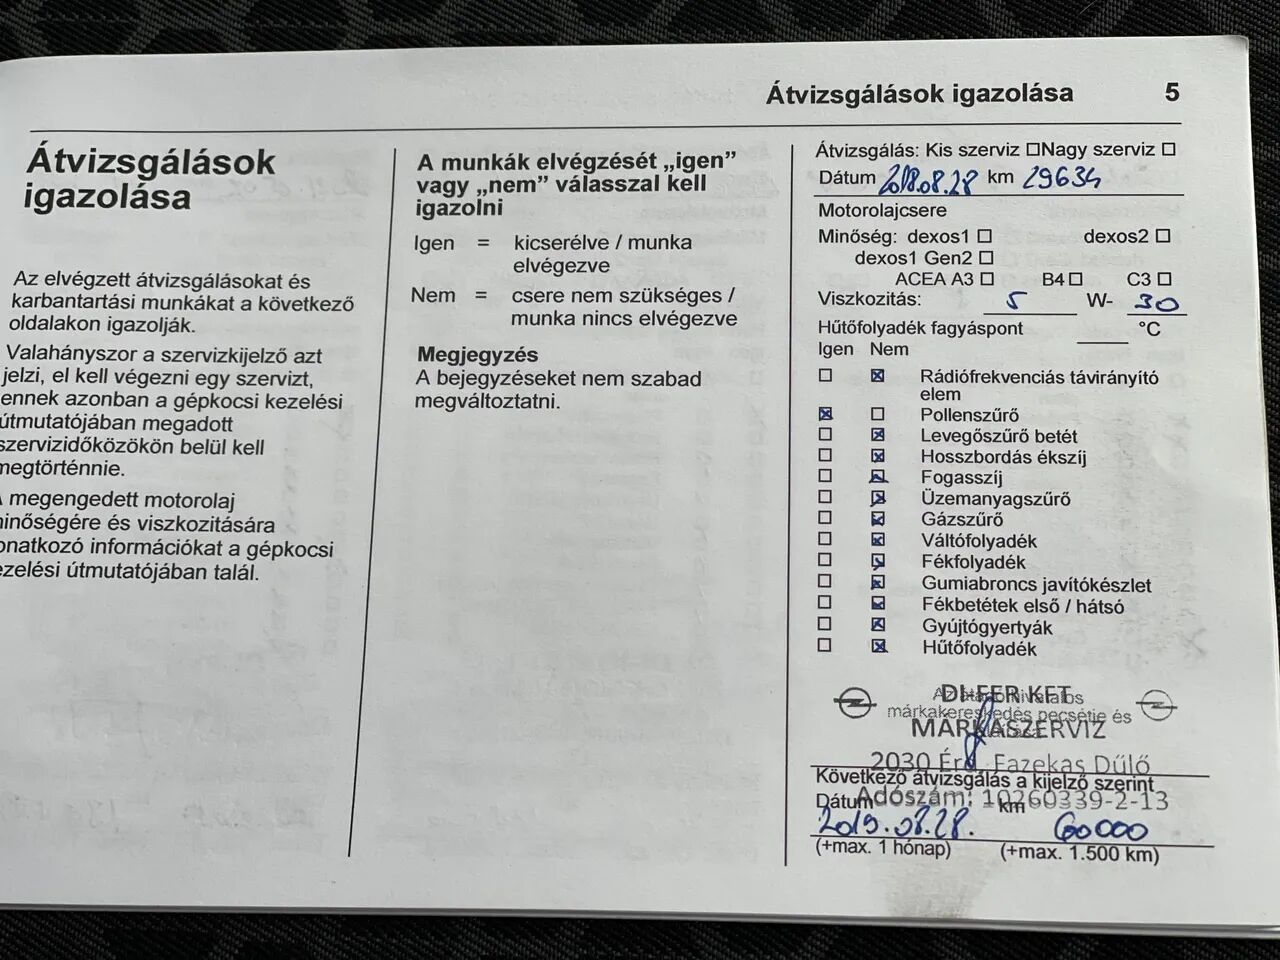 Átvizsgálások igazolása 5
Átvizsgálások
igazolása
Az elvégzett átvizsgálásokat és
karbantartási munkákat a következő
oldalakon igazolják.
Valahányszor a szervizkijelző azt
jelzi, el kell végezni egy szervizt,
ennek azonban a gépkocsi kezelési
útmutatójában megadott
szervizidőközökön belül kell
megtörténnie.
megengedett motorolaj
minőségére és viszkozitására
vonatkozó információkat a gépkocsi
kezelési útmutatójában talál.
A munkák elvégzését „igen”
vagy „nem” válasszal kell
igazolni
Igen = kicserélve / munka
elvégezve
Nem = csere nem szükséges /
munka nincs elvégezve
Megjegyzés
A bejegyzéseket nem szabad
megváltoztatni.
Átvizsgálás: Kis szerviz ☐Nagy szerviz ☐
Dátum 2018.08.28 km 29634
Motorolajcsere
Minőség: dexos1 ☐ dexos2 ☐
dexos1 Gen2 ☐
ACEA A3 ☐ B4 ☐ C3 ☐
Viszkozitás: 5 W- 30
Hűtőfolyadék fagyáspont °C
Igen Nem
☐ ☒ Rádiófrekvenciás távirányító
elem
☒ ☐ Pollenszűrő
☐ ☒ Levegőszűrő betét
☐ ☒ Hosszbordás ékszíj
☐ ☒ Fogasszíj
☐ ☒ Üzemanyagszűrő
☐ ☒ Gázszűrő
☐ ☒ Váltófolyadék
☐ ☒ Fékfolyadék
☐ ☒ Gumiabroncs javítókészlet
☐ ☒ Fékbetétek első / hátsó
☐ ☒ Gyújtógyertyák
☐ ☒ Hűtőfolyadék
DI-FER KFT
márkakereskedés pecsétje és
MÁRKASZERVIZ
2030 Érd Fazekas Dűlő
Következő átvizsgálás a kijelző szerint
Adószám: 10260339-2-13
Dátum km
2019.08.28. 60000
(+max. 1 hónap) (+max. 1.500 km)